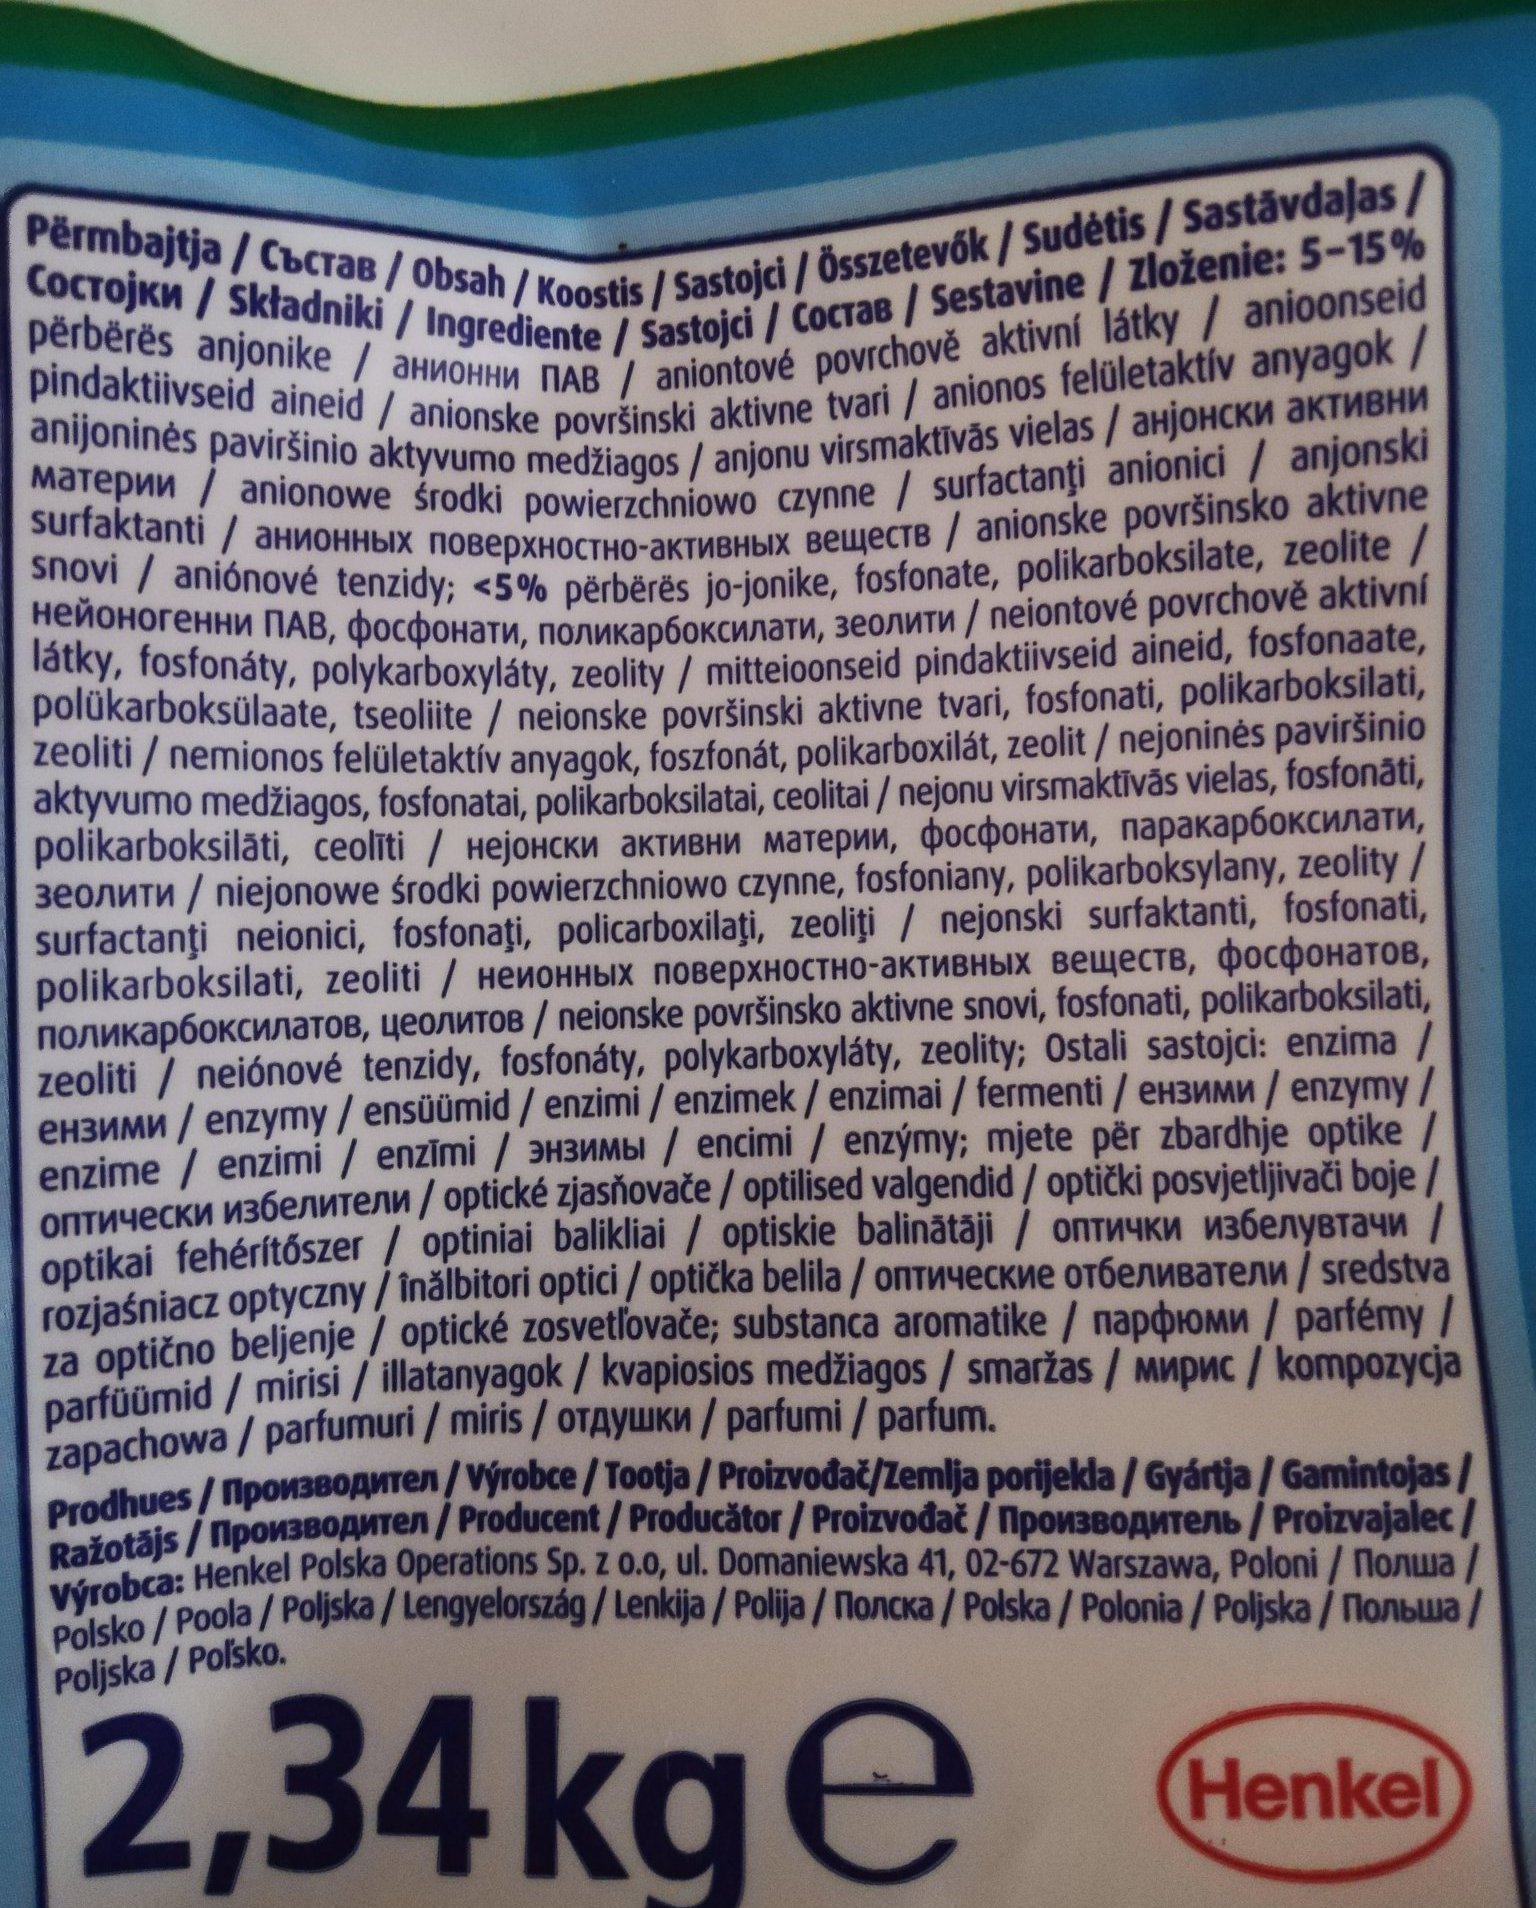 Përmbajtja / Състав / Obsah / Koostis / Sastojci / Összetevők / Sudėtis / Sastāvdaļas /
Состојки / Składniki / Ingrediente / Sastojci / Состав / Sestavine / Zloženie: 5–15%
përbërës anjonike / анионни ПАВ / aniontové povrchově aktivní látky / anioonseid
pindaktiivseid aineid / anionske površinski aktivne tvari / anionos felületaktív anyagok /
anijoninės paviršinio aktyvumo medžiagos / anjonu virsmaktīvās vielas / анјонски активни
материи / anionowe środki powierzchniowo czynne / surfactanţi anionici / anjonski
surfaktanti / анионных поверхностно-активных веществ / anionske površinsko aktivne
snovi / aniónové tenzidy; <5% përbërës jo-jonike, fosfonate, polikarboksilate, zeolite /
нейоногенни ПАВ, фосфонати, поликарбоксилати, зеолити / neiontové povrchově aktivní
látky, fosfonáty, polykarboxyláty, zeolity / mitteioonseid pindaktiivseid aineid, fosfonaate,
polükarboksülaate, tseoliite / neionske površinski aktivne tvari, fosfonati, polikarboksilati,
zeoliti / nemionos felületaktív anyagok, foszfonát, polikarboxilát, zeolit / nejoninės paviršinio
aktyvumo medžiagos, fosfonatai, polikarboksilatai, ceolitai / nejonu virsmaktīvās vielas, fosfonāti,
polikarboksilāti, ceolīti / нејонски активни материи, фосфонати, паракарбоксилати,
зеолити / niejonowe środki powierzchniowo czynne, fosfoniany, polikarboksylany, zeolity /
surfactanţi neionici, fosfonaţi, policarboxilaţi, zeoliţi / nejonski surfaktanti, fosfonati,
polikarboksilati, zeoliti / неионных поверхностно-активных веществ, фосфонатов,
поликарбоксилатов, цеолитов / neionske površinsko aktivne snovi, fosfonati, polikarboksilati,
zeoliti / neiónové tenzidy, fosfonáty, polykarboxyláty, zeolity; Ostali sastojci: enzima /
ензими / enzymy / ensüümid / enzimi / enzimek / enzimai / fermenti / ензими / enzymy /
enzime / enzimi / enzīmi / энзимы / encimi / enzýmy; mjete për zbardhje optike /
оптически избелители / optické zjasňovače / optilised valgendid / optički posvjetljivači boje /
optikai fehérítőszer / optiniai balikliai / optiskie balinātāji / оптички избелувтачи /
rozjaśniacz optyczny / înălbitori optici / optička belila / оптические отбеливатели / sredstva
za optično beljenje / optické zosvetľovače; substanca aromatike / парфюми / parfémy /
parfüümid / mirisi / illatanyagok / kvapiosios medžiagos / smaržas / мирис / kompozycja
zapachowa / parfumuri / miris / отдушки / parfumi / parfum.
Prodhues / Производител / Výrobce / Tootja / Proizvođač/Zemlja porijekla / Gyártja / Gamintojas /
Ražotājs / Производител / Producent / Producător / Proizvođač / Производитель / Proizvajalec /
Výrobca: Henkel Polska Operations Sp. z o.o, ul. Domaniewska 41, 02-672 Warszawa, Poloni / Полша /
Polsko / Poola / Poljska / Lengyelország / Lenkija / Polija / Полска / Polska / Polonia / Poljska / Польша /
Poljska / Poľsko.
2,34kg e
Henkel